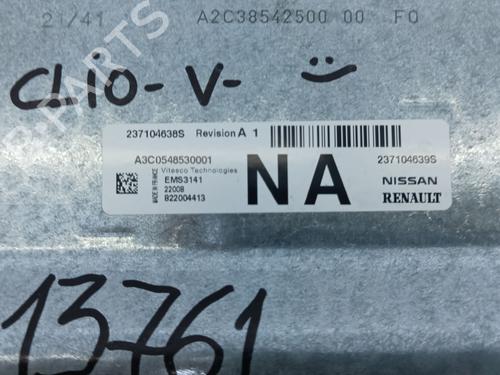 21/41 A2C38542500 00 F0
CLIO-V-
237104638S Revision A 1
A3C0548530001 237104639S
Vitesco Technologies
MADE IN FRANCE
EMS3141
22008
822004413
NA
NISSAN
RENAULT
13761